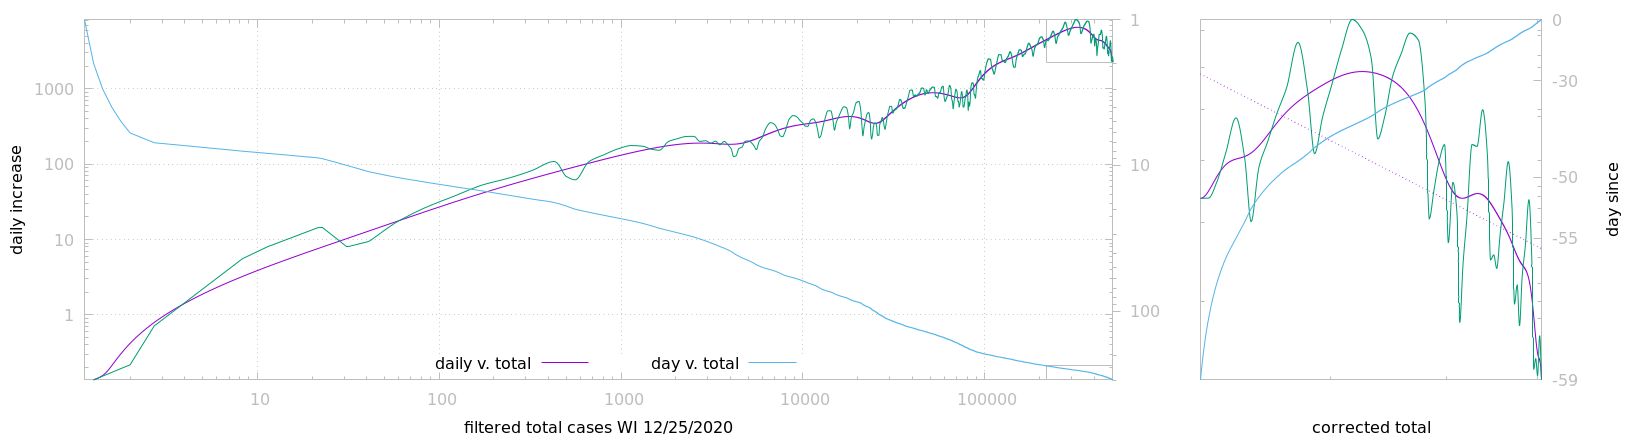 daily increase
1000
100
10
1
daily v. total
day v. total
1
10
100
10
100
1000
10000
100000
filtered total cases WI 12/25/2020
0
-30
-50
-55
-59
day since
corrected total